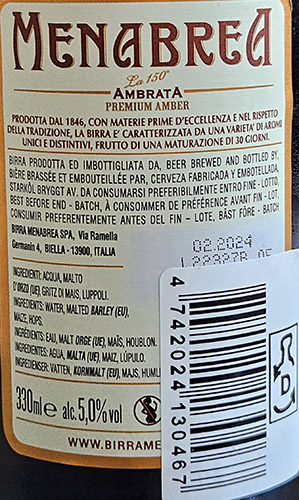 MENABREA
La 150°
AMBRATA
PREMIUM AMBER
PRODOTTA DAL 1846, CON MATERIE PRIME D'ECCELLENZA E NEL RISPETTO
DELLA TRADIZIONE, LA BIRRA E' CARATTERIZZATA DA UNA VARIETA' DI AROMI
UNICI E DISTINTIVI, FRUTTO DI UNA MATURAZIONE DI 30 GIORNI.
BIRRA PRODOTTA ED IMBOTTIGLIATA DA, BEER BREWED AND BOTTLED BY,
BIÈRE BRASSÉE ET EMBOUTEILLÉE PAR, CERVEZA FABRICADA Y EMBOTELLADA,
STARKÖL BRYGGT AV. DA CONSUMARSI PREFERIBILMENTE ENTRO FINE - LOTTO,
BEST BEFORE END - BATCH, À CONSOMMER DE PRÉFÉRENCE AVANT FIN - LOT,
CONSUMIR PREFERENTEMENTE ANTES DEL FIN – LOTE, BÄST FÖRE - BATCH
BIRRA MENABREA SPA, Via Ramella
Germanin 4, BIELLA - 13900, ITALIA
02.2024
L22327B 05
INGREDIENTI: ACQUA, MALTO
D'ORZO (UE) GRITZ DI MAIS, LUPPOLI.
INGREDIENTS: WATER, MALTED BARLEY (EU),
MAIZE, HOPS.
INGRÉDIENTS: EAU, MALT ORGE (UE), MAÏS, HOUBLON.
INGREDIENTES: AGUA, MALTA (UE), MAIZ, LÚPULO.
INGREDIENSER: VATTEN, KORNMALT (EU), MAJS, HUMLE
330ml e alc. 5,0% vol
WWW.BIRRAME
4 742024 130467
D